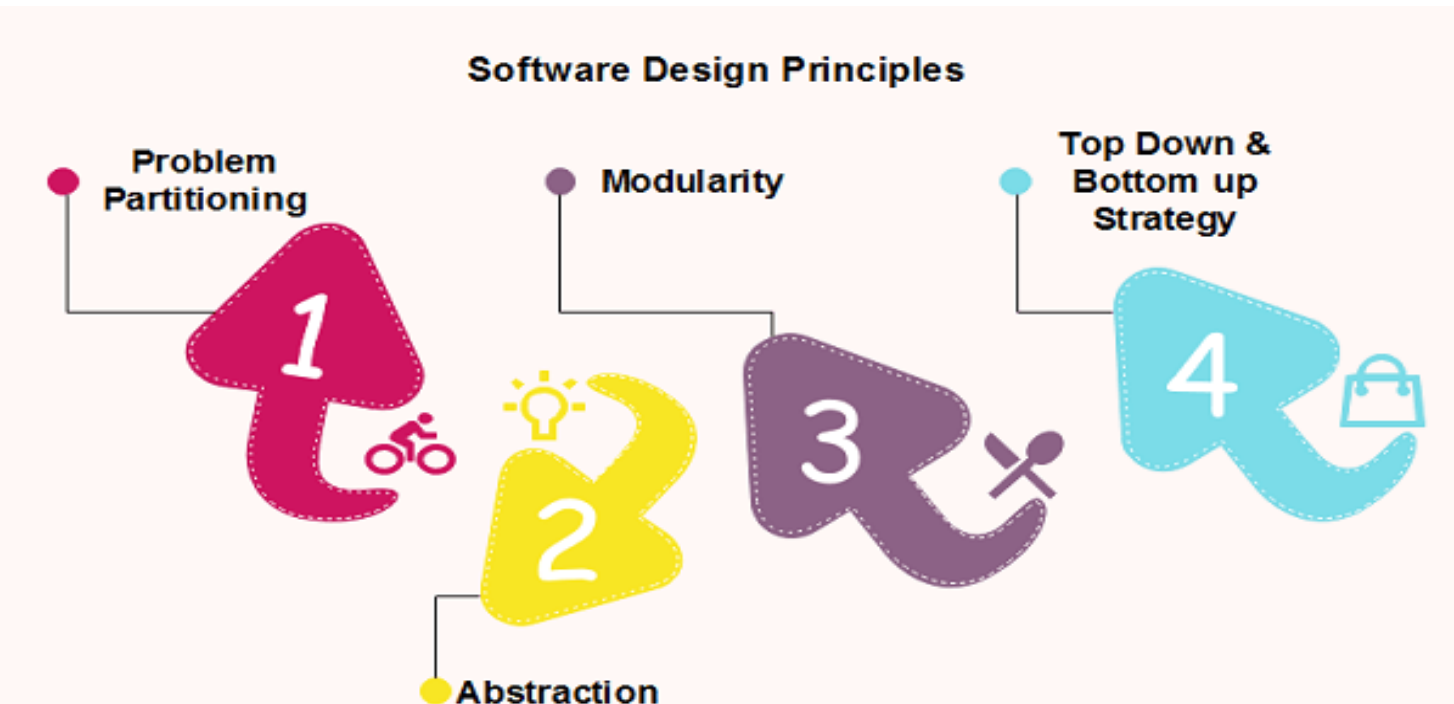 Software Design Principles
Problem
Partitioning
1
2
Abstraction
Modularity
3
Top Down &
Bottom up
Strategy
4